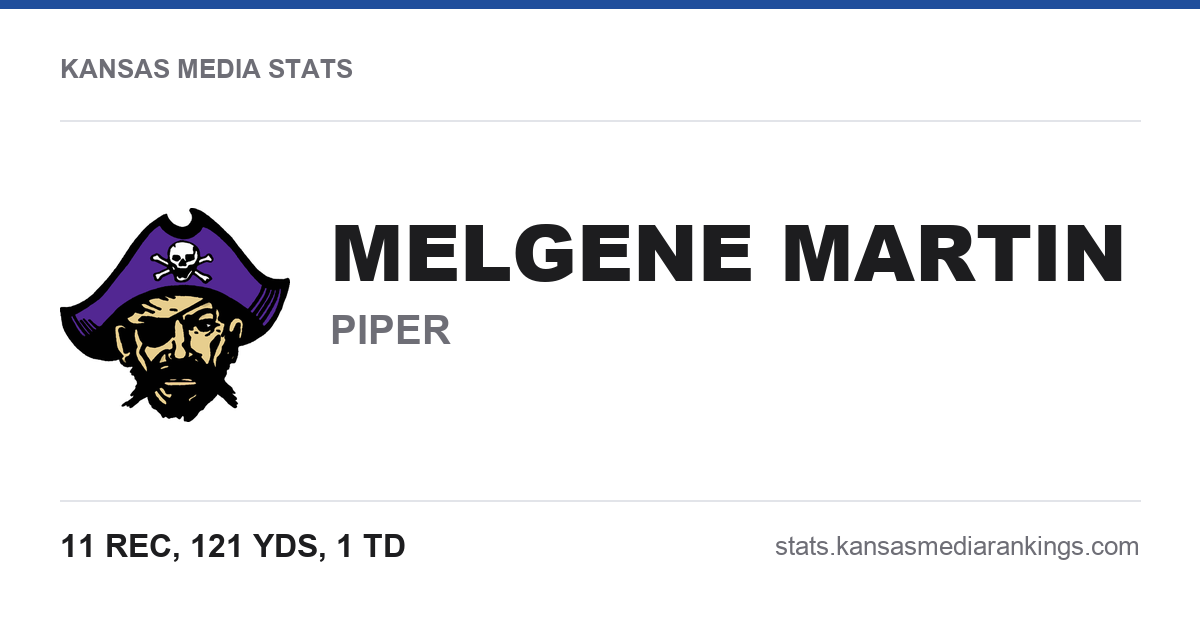 KANSAS MEDIA STATS
MELGENE MARTIN
PIPER
11 REC, 121 YDS, 1 TD
stats.kansasmediarankings.com